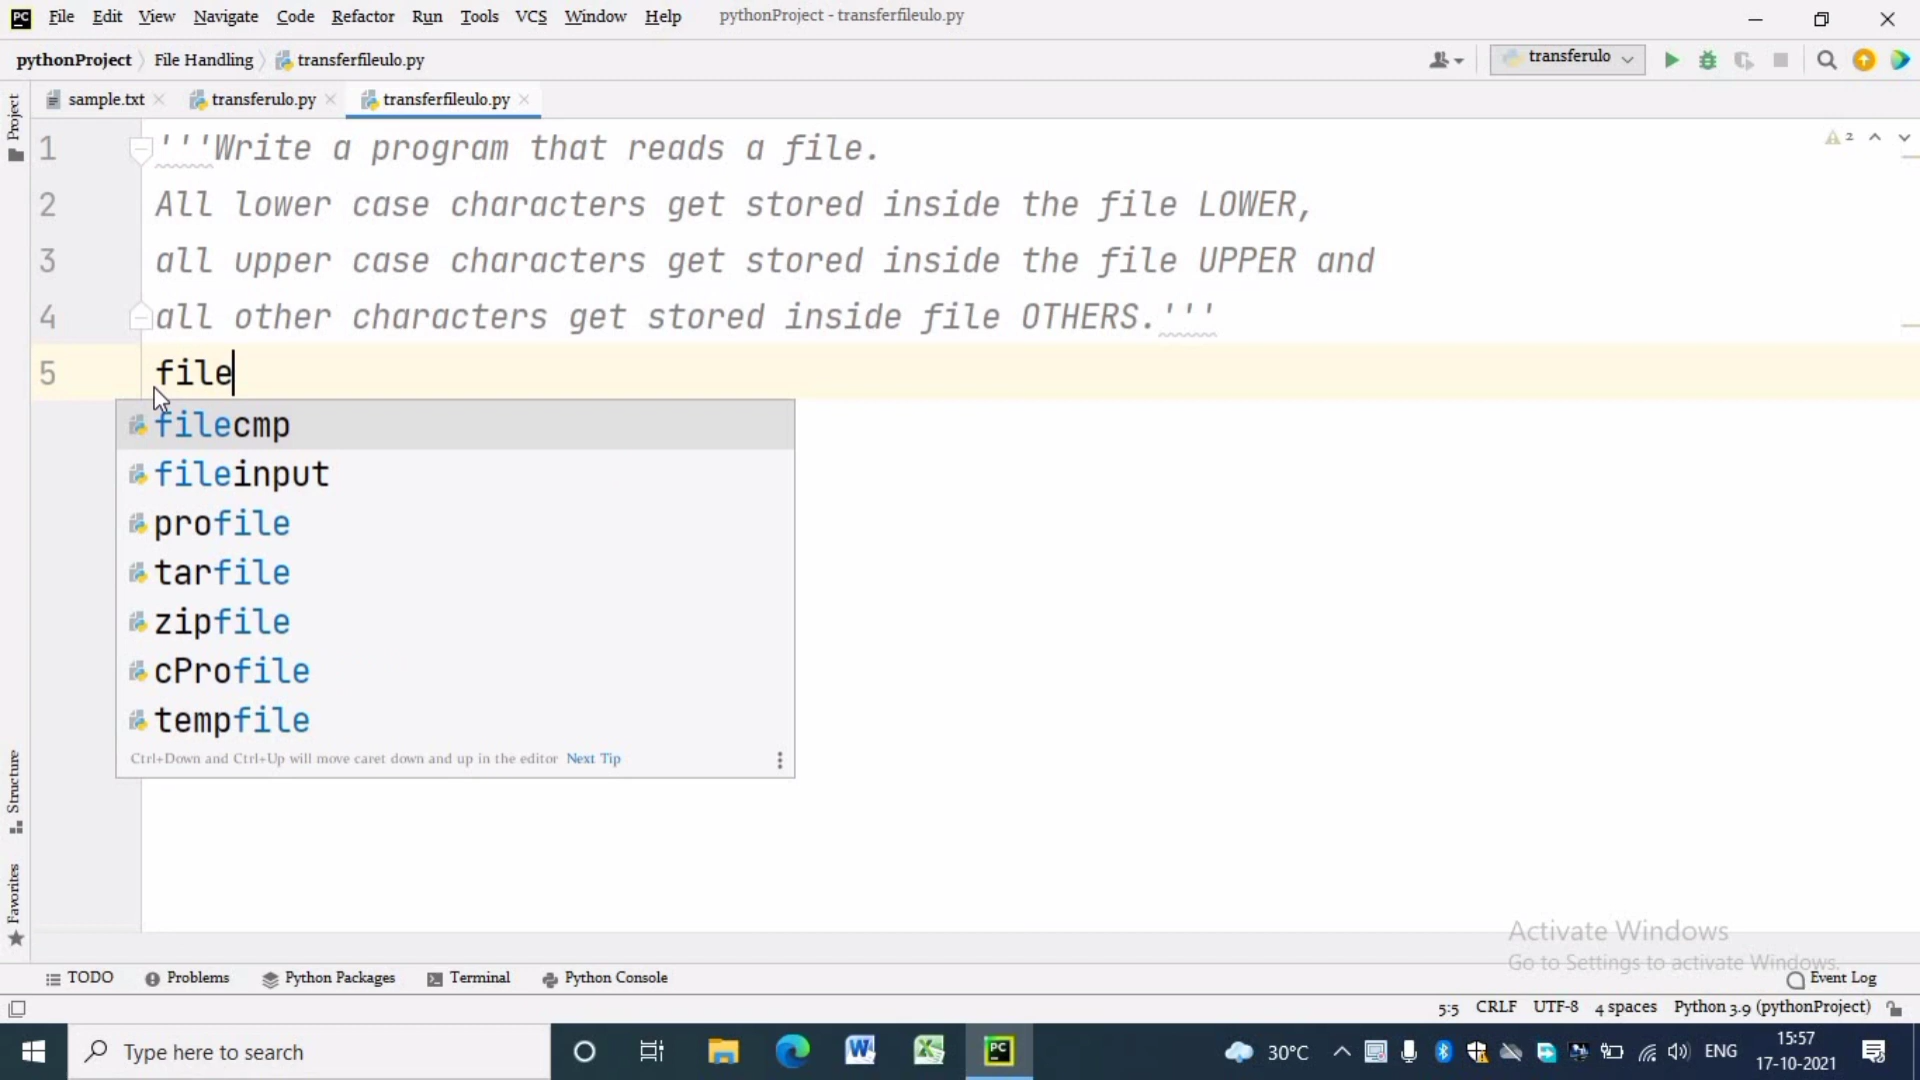 PC File Edit View Navigate Code Refactor Run Tools VCS Window Help pythonProject - transferfileulo.py
pythonProject File Handling transferfileulo.py transferulo
sample.txt transferulo.py transferfileulo.py
Project
1 '''Write a program that reads a file. 2
2 All lower case characters get stored inside the file LOWER,
3 all upper case characters get stored inside the file UPPER and
4 all other characters get stored inside file OTHERS.'''
5 file
filecmp
fileinput
profile
tarfile
zipfile
cProfile
tempfile
Ctrl+Down and Ctrl+Up will move caret down and up in the editor Next Tip
Structure
Favorites
Activate Windows
Go to Settings to activate Windows.
TODO Problems Python Packages Terminal Python Console Event Log
5:5 CRLF UTF-8 4 spaces Python 3.9 (pythonProject)
Type here to search PC 30°C ENG 15:57
17-10-2021